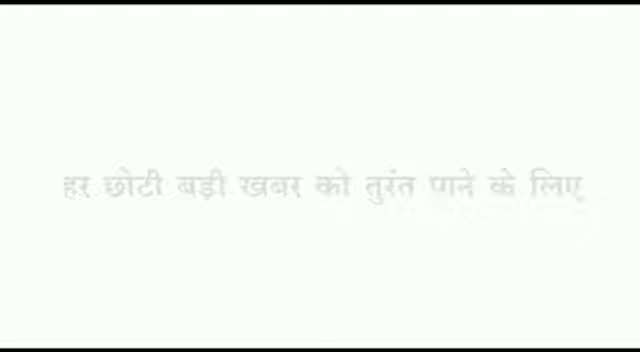 हर छोटी बड़ी खबर को तुरंत पाने के लिए